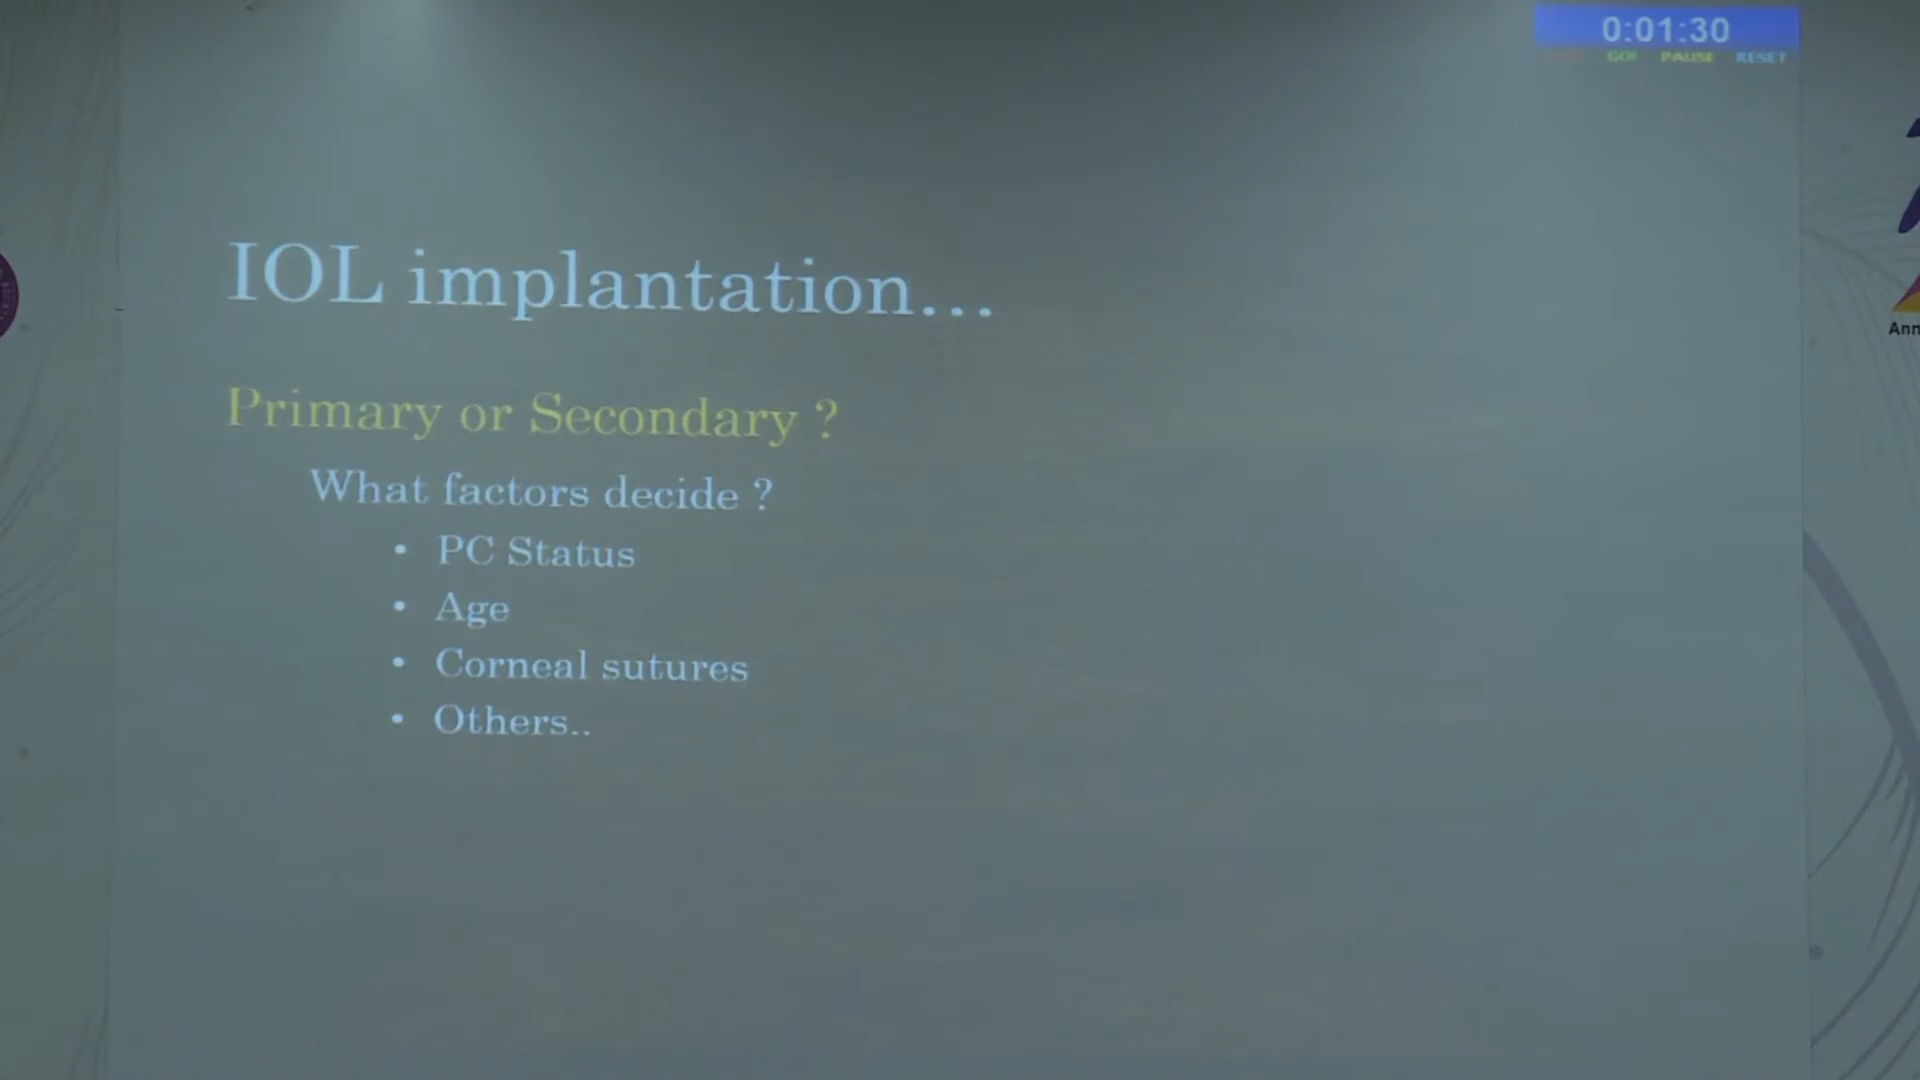 0:01:30
GO! PAUSE RESET
IOL implantation...
Primary or Secondary ?
What factors decide ?
• PC Status
• Age
• Corneal sutures
• Others..
Ann